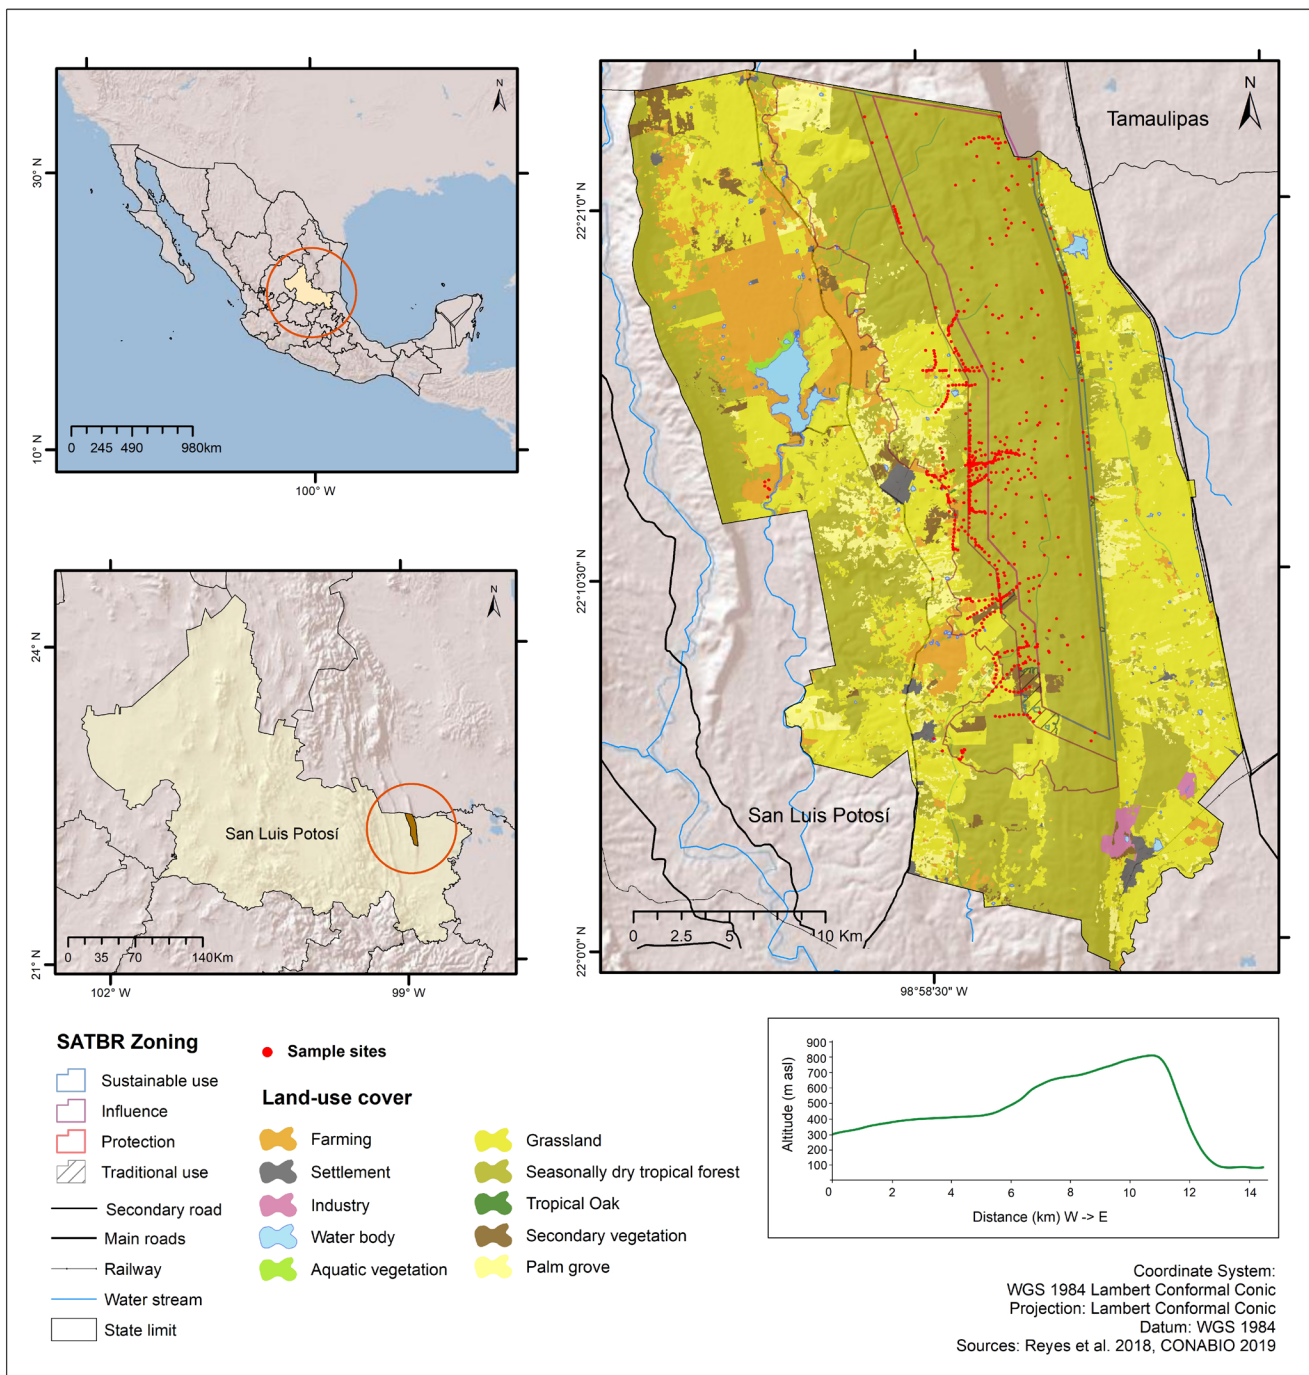 N
30° N
10° N
0 245 490 980km
100° W
N
24° N
21° N
San Luis Potosí
0 35 70 140Km
102° W
99° W
N
Tamaulipas
22°21'0" N
22°10'30" N
22°0'0" N
San Luis Potosí
0 2.5 5 10 Km
98°58'30" W
SATBR Zoning
Sustainable use
Influence
Protection
Traditional use
Secondary road
Main roads
Railway
Water stream
State limit
Sample sites
Land-use cover
Farming
Settlement
Industry
Water body
Aquatic vegetation
Grassland
Seasonally dry tropical forest
Tropical Oak
Secondary vegetation
Palm grove
Altitude (m asl)
900
800
700
600
500
400
300
200
100
0 2 4 6 8 10 12 14
Distance (km) W -> E
Coordinate System:
WGS 1984 Lambert Conformal Conic
Projection: Lambert Conformal Conic
Datum: WGS 1984
Sources: Reyes et al. 2018, CONABIO 2019